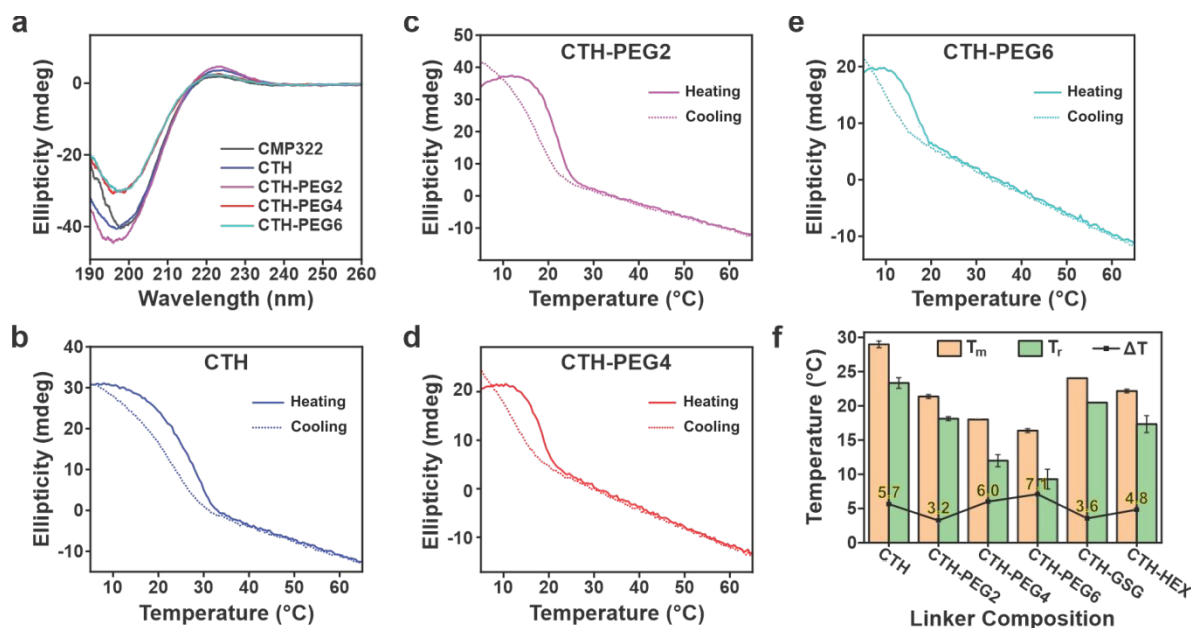 a
Ellipticity (mdeg)
0
-20
-40
CMP322
CTH
CTH-PEG2
CTH-PEG4
CTH-PEG6
190 200 210 220 230 240 250 260
Wavelength (nm)
c
CTH-PEG2
Ellipticity (mdeg)
50
40
30
20
10
0
-10
Heating
Cooling
10 20 30 40 50 60
Temperature (°C)
e
CTH-PEG6
Ellipticity (mdeg)
20
10
0
-10
Heating
Cooling
10 20 30 40 50 60
Temperature (°C)
b
CTH
Ellipticity (mdeg)
40
30
20
10
0
-10
Heating
Cooling
10 20 30 40 50 60
Temperature (°C)
d
CTH-PEG4
Ellipticity (mdeg)
20
10
0
-10
Heating
Cooling
10 20 30 40 50 60
Temperature (°C)
f
Temperature (°C)
30
25
20
15
10
5
0
Tm Tr ΔT
5.7 3.2 6.0 7.1 3.6 4.8
CTH CTH-PEG2 CTH-PEG4 CTH-PEG6 CTH-GSG CTH-HEX
Linker Composition